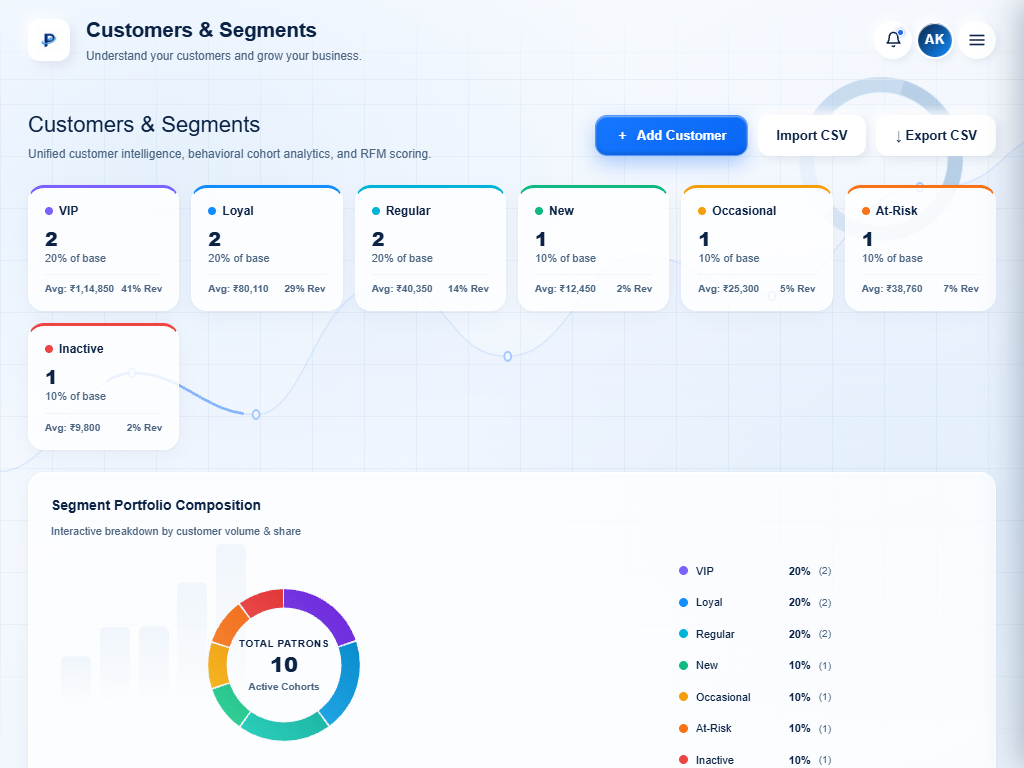 P
Customers & Segments
Understand your customers and grow your business.
AK
Customers & Segments
Unified customer intelligence, behavioral cohort analytics, and RFM scoring.
+ Add Customer
Import CSV
↓ Export CSV
VIP
2
20% of base
Avg: ₹1,14,850 41% Rev
Loyal
2
20% of base
Avg: ₹80,110 29% Rev
Regular
2
20% of base
Avg: ₹40,350 14% Rev
New
1
10% of base
Avg: ₹12,450 2% Rev
Occasional
1
10% of base
Avg: ₹25,300 5% Rev
At-Risk
1
10% of base
Avg: ₹38,760 7% Rev
Inactive
1
10% of base
Avg: ₹9,800 2% Rev
Segment Portfolio Composition
Interactive breakdown by customer volume & share
TOTAL PATRONS
10
Active Cohorts
VIP 20% (2)
Loyal 20% (2)
Regular 20% (2)
New 10% (1)
Occasional 10% (1)
At-Risk 10% (1)
Inactive 10% (1)